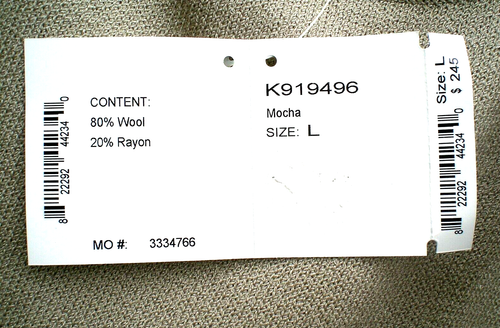 CONTENT:
80% Wool
20% Rayon
MO #: 3334766
8 22292 44234 0
K919496
Mocha
SIZE: L
Size: L
$ 245
8 22292 44234 0